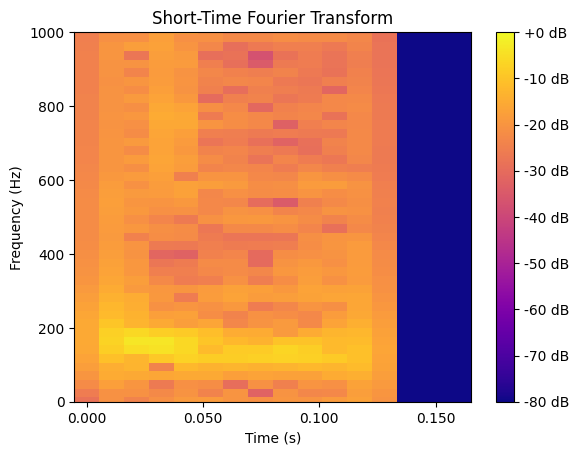 Short-Time Fourier Transform
1000
800
600
400
200
0
Frequency (Hz)
0.000
0.050
0.100
0.150
Time (s)
+0 dB
-10 dB
-20 dB
-30 dB
-40 dB
-50 dB
-60 dB
-70 dB
-80 dB